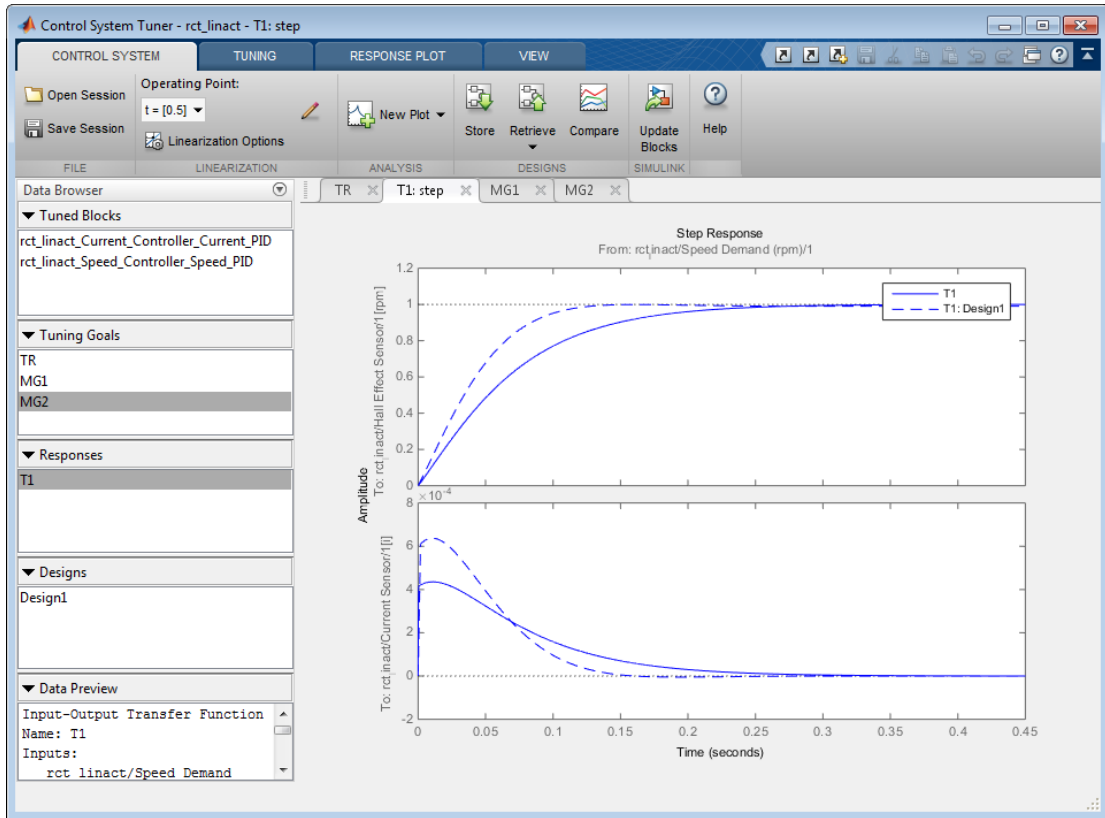 Control System Tuner - rct_linact - T1: step
CONTROL SYSTEM
TUNING
RESPONSE PLOT
VIEW
Open Session
Save Session
FILE
Operating Point:
t = [0.5]
Linearization Options
LINEARIZATION
New Plot
ANALYSIS
Store
Retrieve
Compare
DESIGNS
Update
Blocks
SIMULINK
Help
Data Browser
Tuned Blocks
rct_linact_Current_Controller_Current_PID
rct_linact_Speed_Controller_Speed_PID
Tuning Goals
TR
MG1
MG2
Responses
T1
Designs
Design1
Data Preview
Input-Output Transfer Function
Name: T1
Inputs:
rct_linact/Speed Demand
TR
T1: step
MG1
MG2
Step Response
From: rct_linact/Speed Demand (rpm)/1
T1
T1: Design1
1.2
1
0.8
0.6
0.4
0.2
0
To: rct_linact/Hall Effect Sensor/1[rpm]
Amplitude
×10-4
8
6
4
2
0
-2
To: rct_linact/Current Sensor/1[i]
0 0.05 0.1 0.15 0.2 0.25 0.3 0.35 0.4 0.45
Time (seconds)